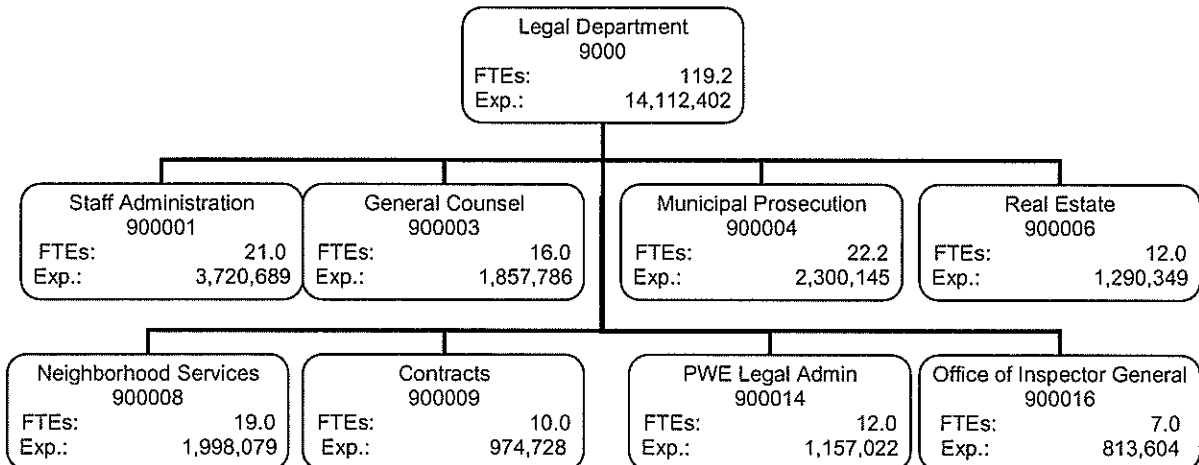 Legal Department
9000
FTEs: 119.2
Exp.: 14,112,402
Staff Administration
900001
FTEs: 21.0
Exp.: 3,720,689
General Counsel
900003
FTEs: 16.0
Exp.: 1,857,786
Municipal Prosecution
900004
FTEs: 22.2
Exp.: 2,300,145
Real Estate
900006
FTEs: 12.0
Exp.: 1,290,349
Neighborhood Services
900008
FTEs: 19.0
Exp.: 1,998,079
Contracts
900009
FTEs: 10.0
Exp.: 974,728
PWE Legal Admin
900014
FTEs: 12.0
Exp.: 1,157,022
Office of Inspector General
900016
FTEs: 7.0
Exp.: 813,604